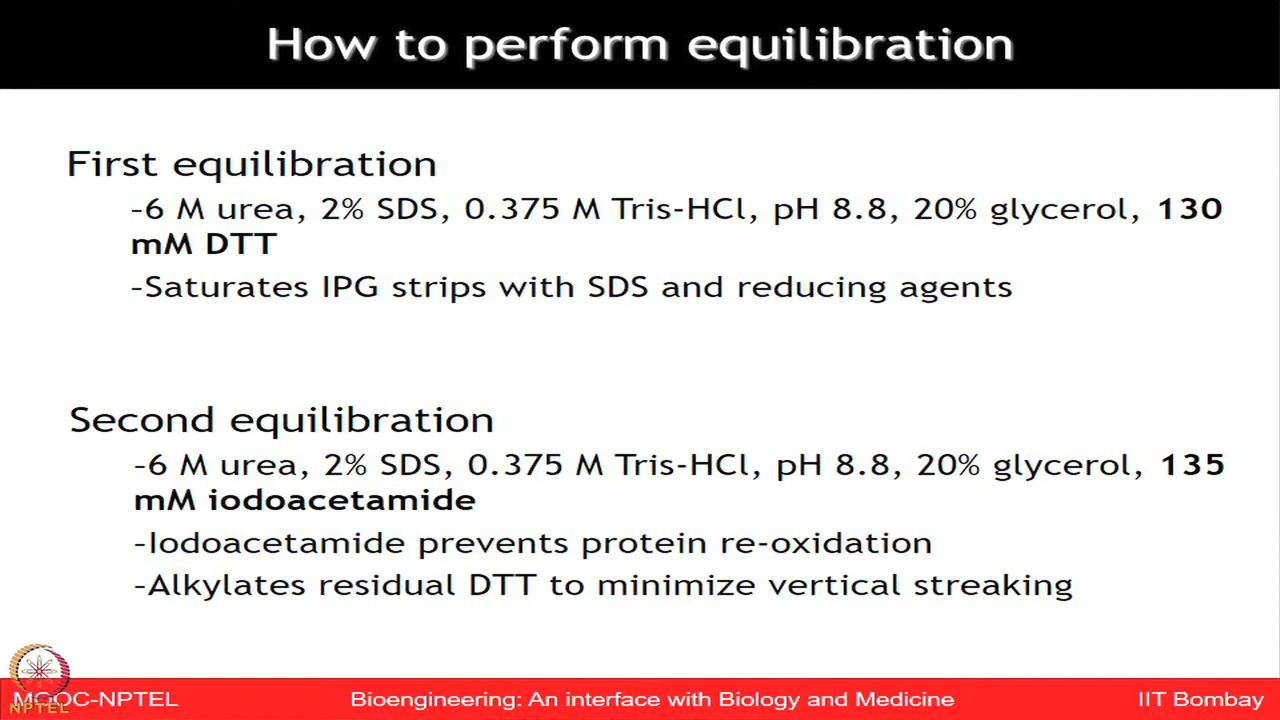 How to perform equilibration
First equilibration
-6 M urea, 2% SDS, 0.375 M Tris-HCl, pH 8.8, 20% glycerol, 130
mM DTT
-Saturates IPG strips with SDS and reducing agents
Second equilibration
-6 M urea, 2% SDS, 0.375 M Tris-HCl, pH 8.8, 20% glycerol, 135
mM iodoacetamide
-Iodoacetamide prevents protein re-oxidation
-Alkylates residual DTT to minimize vertical streaking
MOOC-NPTEL Bioengineering: An interface with Biology and Medicine IIT Bombay
NPTEL